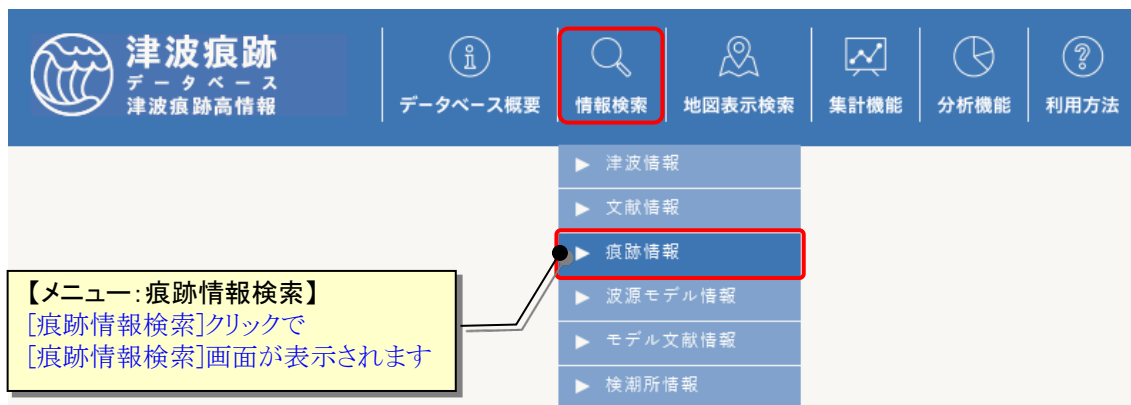 津波痕跡
データベース
津波痕跡高情報
データベース概要
情報検索
地図表示検索
集計機能
分析機能
利用方法
▶ 津波情報
▶ 文献情報
▶ 痕跡情報
▶ 波源モデル情報
▶ モデル文献情報
▶ 検潮所情報
【メニュー:痕跡情報検索】
[痕跡情報検索]クリックで
[痕跡情報検索]画面が表示されます